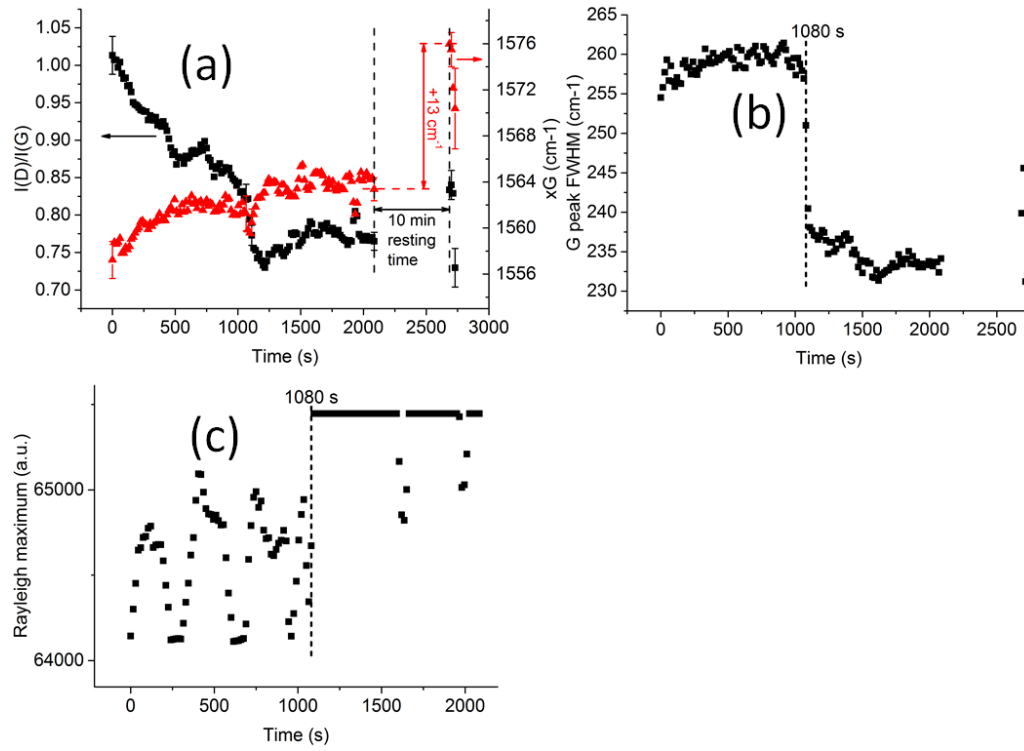 (a)
I(D)/I(G)
1.05
1.00
0.95
0.90
0.85
0.80
0.75
0.70
+13 cm⁻¹
10 min
resting
time
1576
1572
1568
1564
1560
1556
xG (cm-1)
0 500 1000 1500 2000 2500 3000
Time (s)
(b)
G peak FWHM (cm-1)
265
260
255
250
245
240
235
230
1080 s
0 500 1000 1500 2000 2500
Time (s)
(c)
Rayleigh maximum (a.u.)
65000
64000
1080 s
0 500 1000 1500 2000
Time (s)